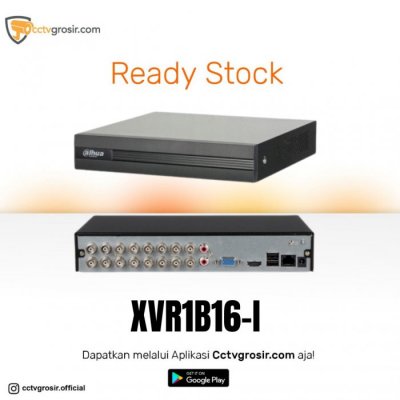 cctvgrosir.com
Ready Stock
alhua
XVR1B16-I
Dapatkan melalui Aplikasi Cctvgrosir.com aja!
GET IT ON
Google Play
cctvgrosir.official